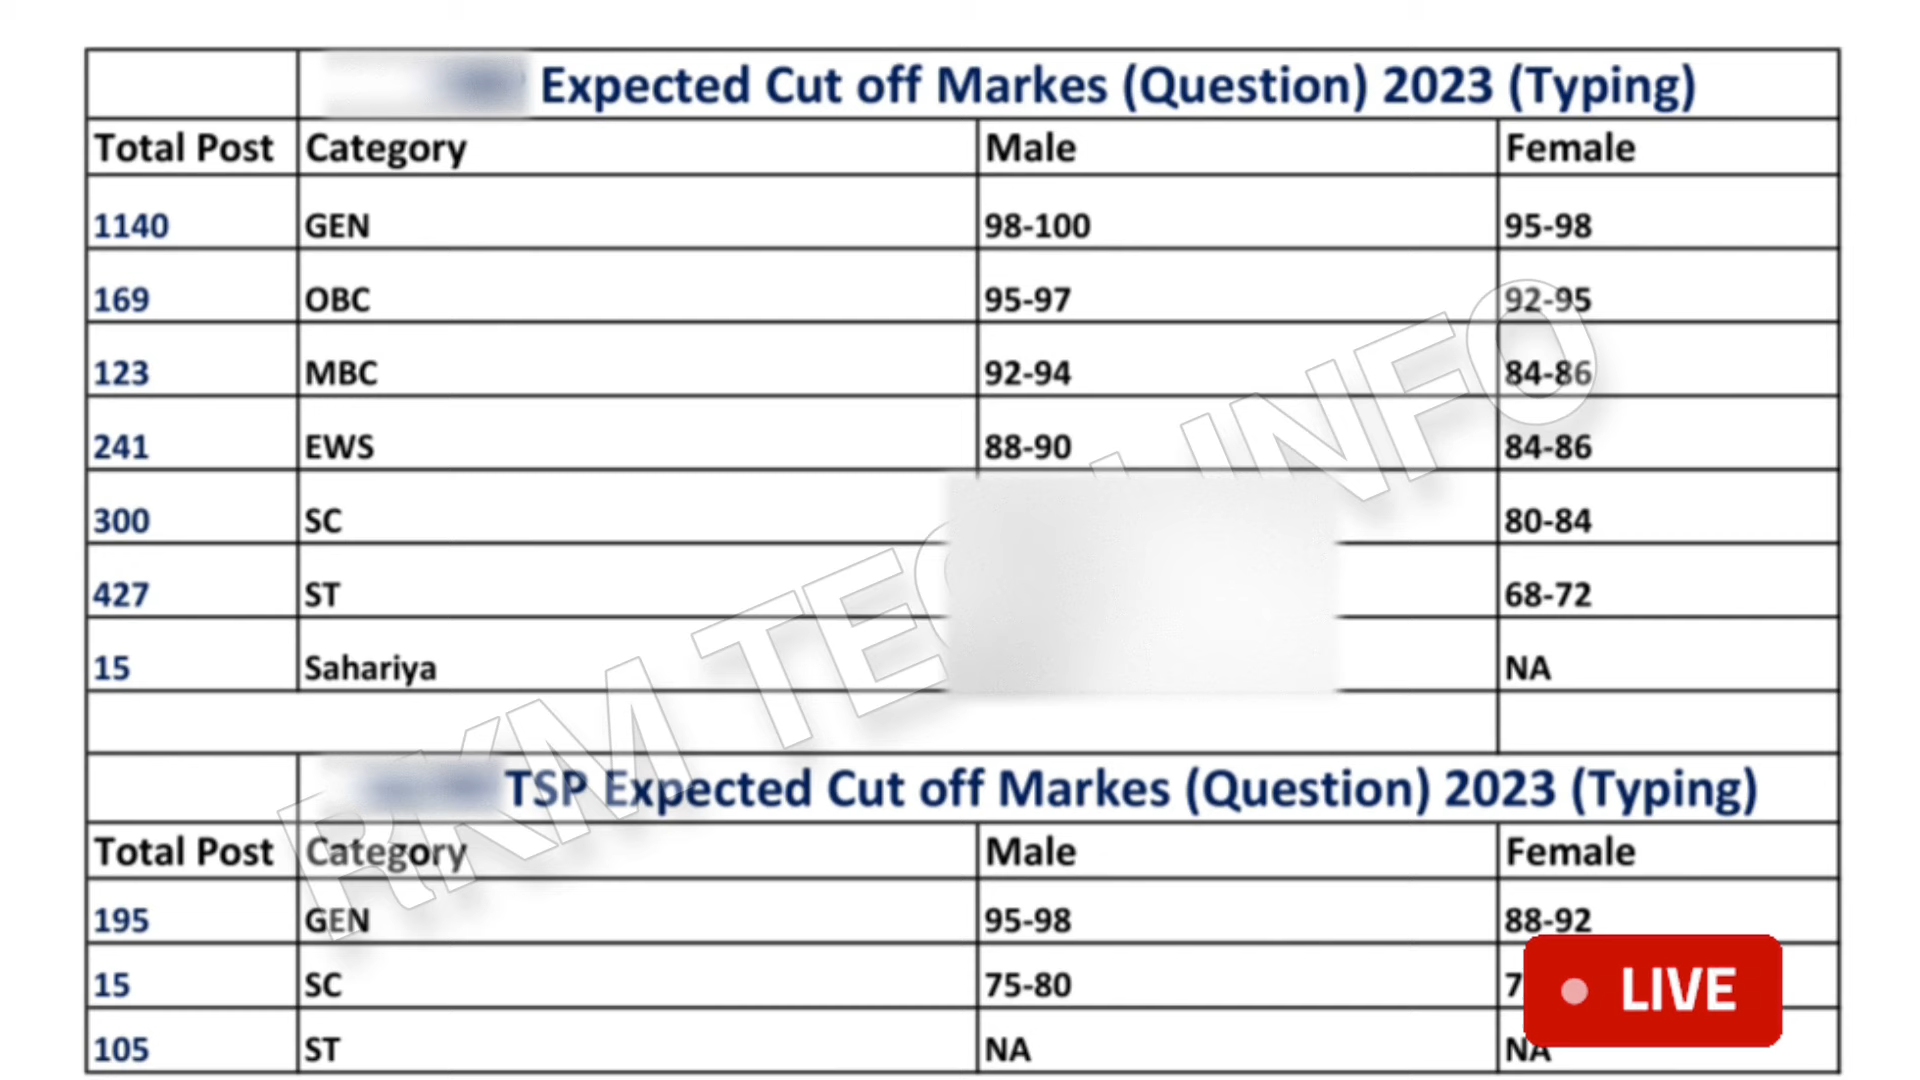 Expected Cut off Markes (Question) 2023 (Typing)
Total Post Category Male Female
1140 GEN 98-100 95-98
169 OBC 95-97 92-95
123 MBC 92-94 84-86
241 EWS 88-90 84-86
300 SC 80-84
427 ST 68-72
15 Sahariya NA
TSP Expected Cut off Markes (Question) 2023 (Typing)
Total Post Category Male Female
195 GEN 95-98 88-92
15 SC 75-80
105 ST NA NA
LIVE
RKM INFO